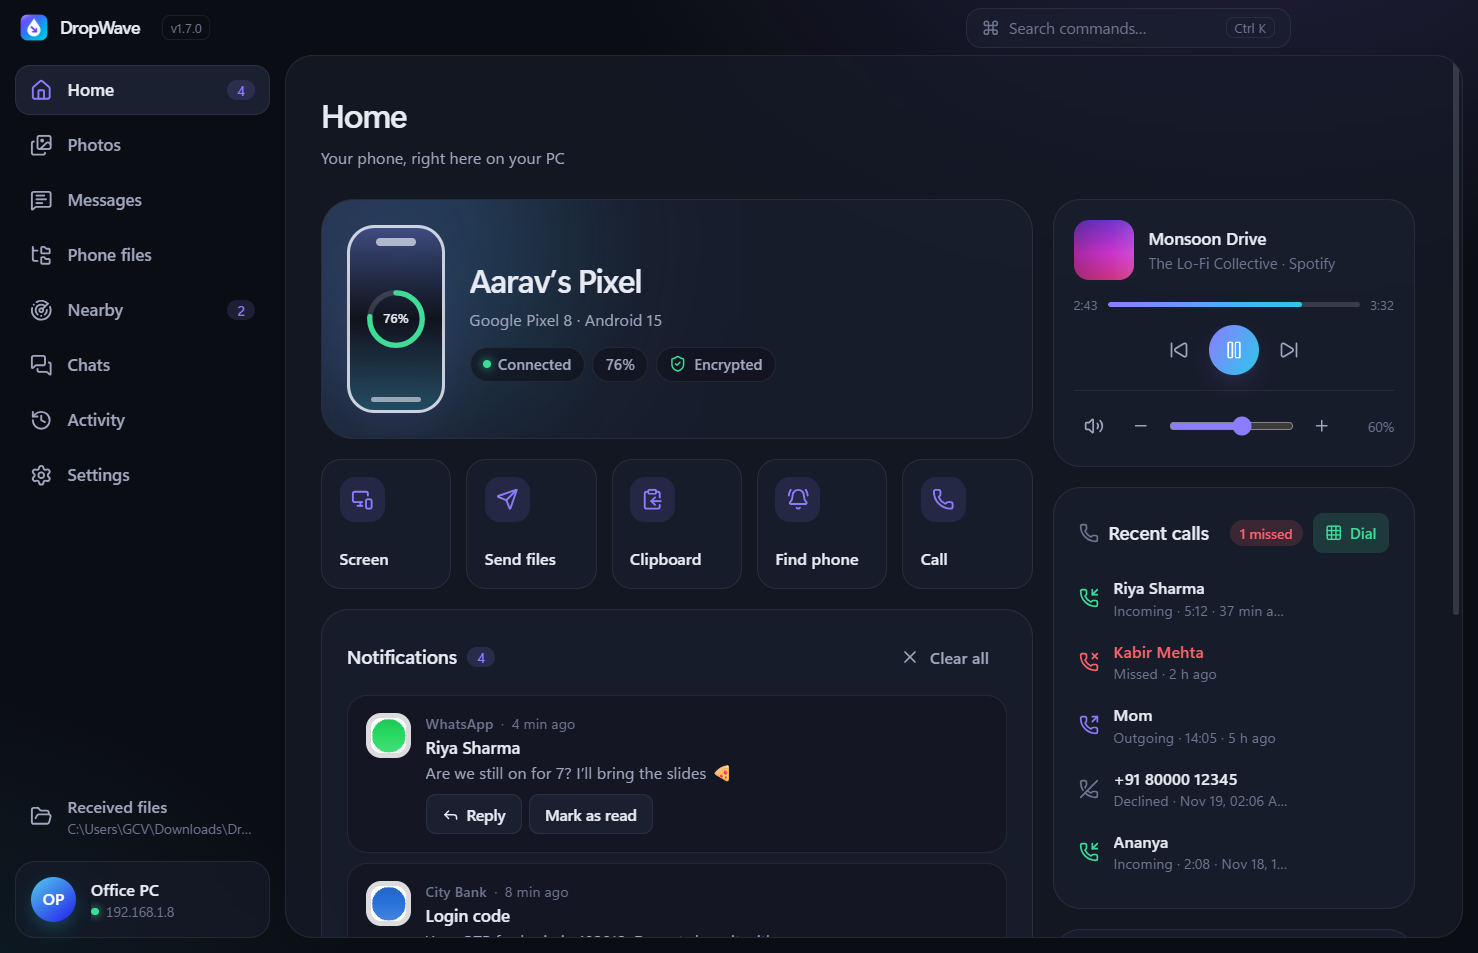 DropWave v1.7.0
Search commands... Ctrl K
Home 4
Photos
Messages
Phone files
Nearby 2
Chats
Activity
Settings
Received files
C:\Users\GCV\Downloads\Dr...
OP
Office PC
192.168.1.8
Home
Your phone, right here on your PC
76%
Aarav's Pixel
Google Pixel 8 · Android 15
Connected 76% Encrypted
Screen
Send files
Clipboard
Find phone
Call
Notifications 4
Clear all
WhatsApp · 4 min ago
Riya Sharma
Are we still on for 7? I'll bring the slides 🍕
Reply Mark as read
City Bank · 8 min ago
Login code
Monsoon Drive
The Lo-Fi Collective · Spotify
2:43 3:32
60%
Recent calls 1 missed Dial
Riya Sharma
Incoming · 5:12 · 37 min a...
Kabir Mehta
Missed · 2 h ago
Mom
Outgoing · 14:05 · 5 h ago
+91 80000 12345
Declined · Nov 19, 02:06 A...
Ananya
Incoming · 2:08 · Nov 18, 1...